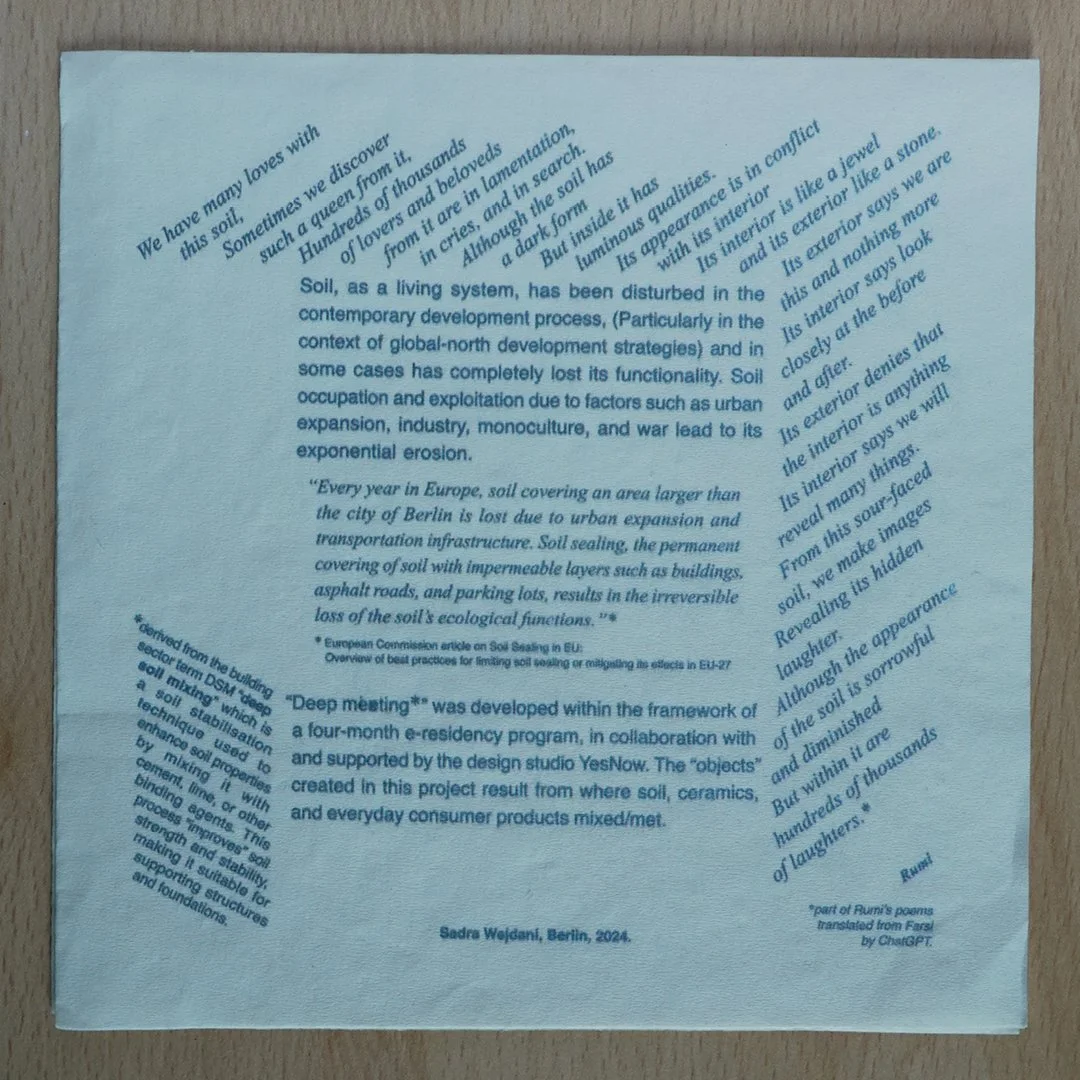 We have many loves with
this soil,
Sometimes we discover
such a queen from it,
Hundreds of thousands
of lovers and beloveds
from it are in lamentation,
in cries, and in search.
Although the soil has
a dark form
But inside it has
luminous qualities.
Its appearance is in conflict
with its interior
Its interior is like a jewel
and its exterior like a stone.
Its exterior says we are
this and nothing more
Its interior says look
closely at the before
and after.
Its exterior denies that
the interior is anything
Its interior says we will
reveal many things.
From this sour-faced
soil, we make images
Revealing its hidden
laughter.
Although the appearance
of the soil is sorrowful
and diminished
But within it are
hundreds of thousands
of laughters.*
Rumi
*part of Rumi's poems
translated from Farsi
by ChatGPT.
Soil, as a living system, has been disturbed in the
contemporary development process, (Particularly in the
context of global-north development strategies) and in
some cases has completely lost its functionality. Soil
occupation and exploitation due to factors such as urban
expansion, industry, monoculture, and war lead to its
exponential erosion.
“Every year in Europe, soil covering an area larger than
the city of Berlin is lost due to urban expansion and
transportation infrastructure. Soil sealing, the permanent
covering of soil with impermeable layers such as buildings,
asphalt roads, and parking lots, results in the irreversible
loss of the soil’s ecological functions.”*
* European Commission article on Soil Sealing in EU:
Overview of best practices for limiting soil sealing or mitigating its effects in EU-27
“Deep meeting*” was developed within the framework of
a four-month e-residency program, in collaboration with
and supported by the design studio YesNow. The “objects”
created in this project result from where soil, ceramics,
and everyday consumer products mixed/met.
*derived from the building
sector term DSM “deep
soil mixing” which is
a soil stabilisation
technique used to
enhance soil properties
by mixing it with
cement, lime, or other
binding agents. This
process “improves” soil
strength and stability,
making it suitable for
supporting structures
and foundations.
Sadra Wejdani, Berlin, 2024.